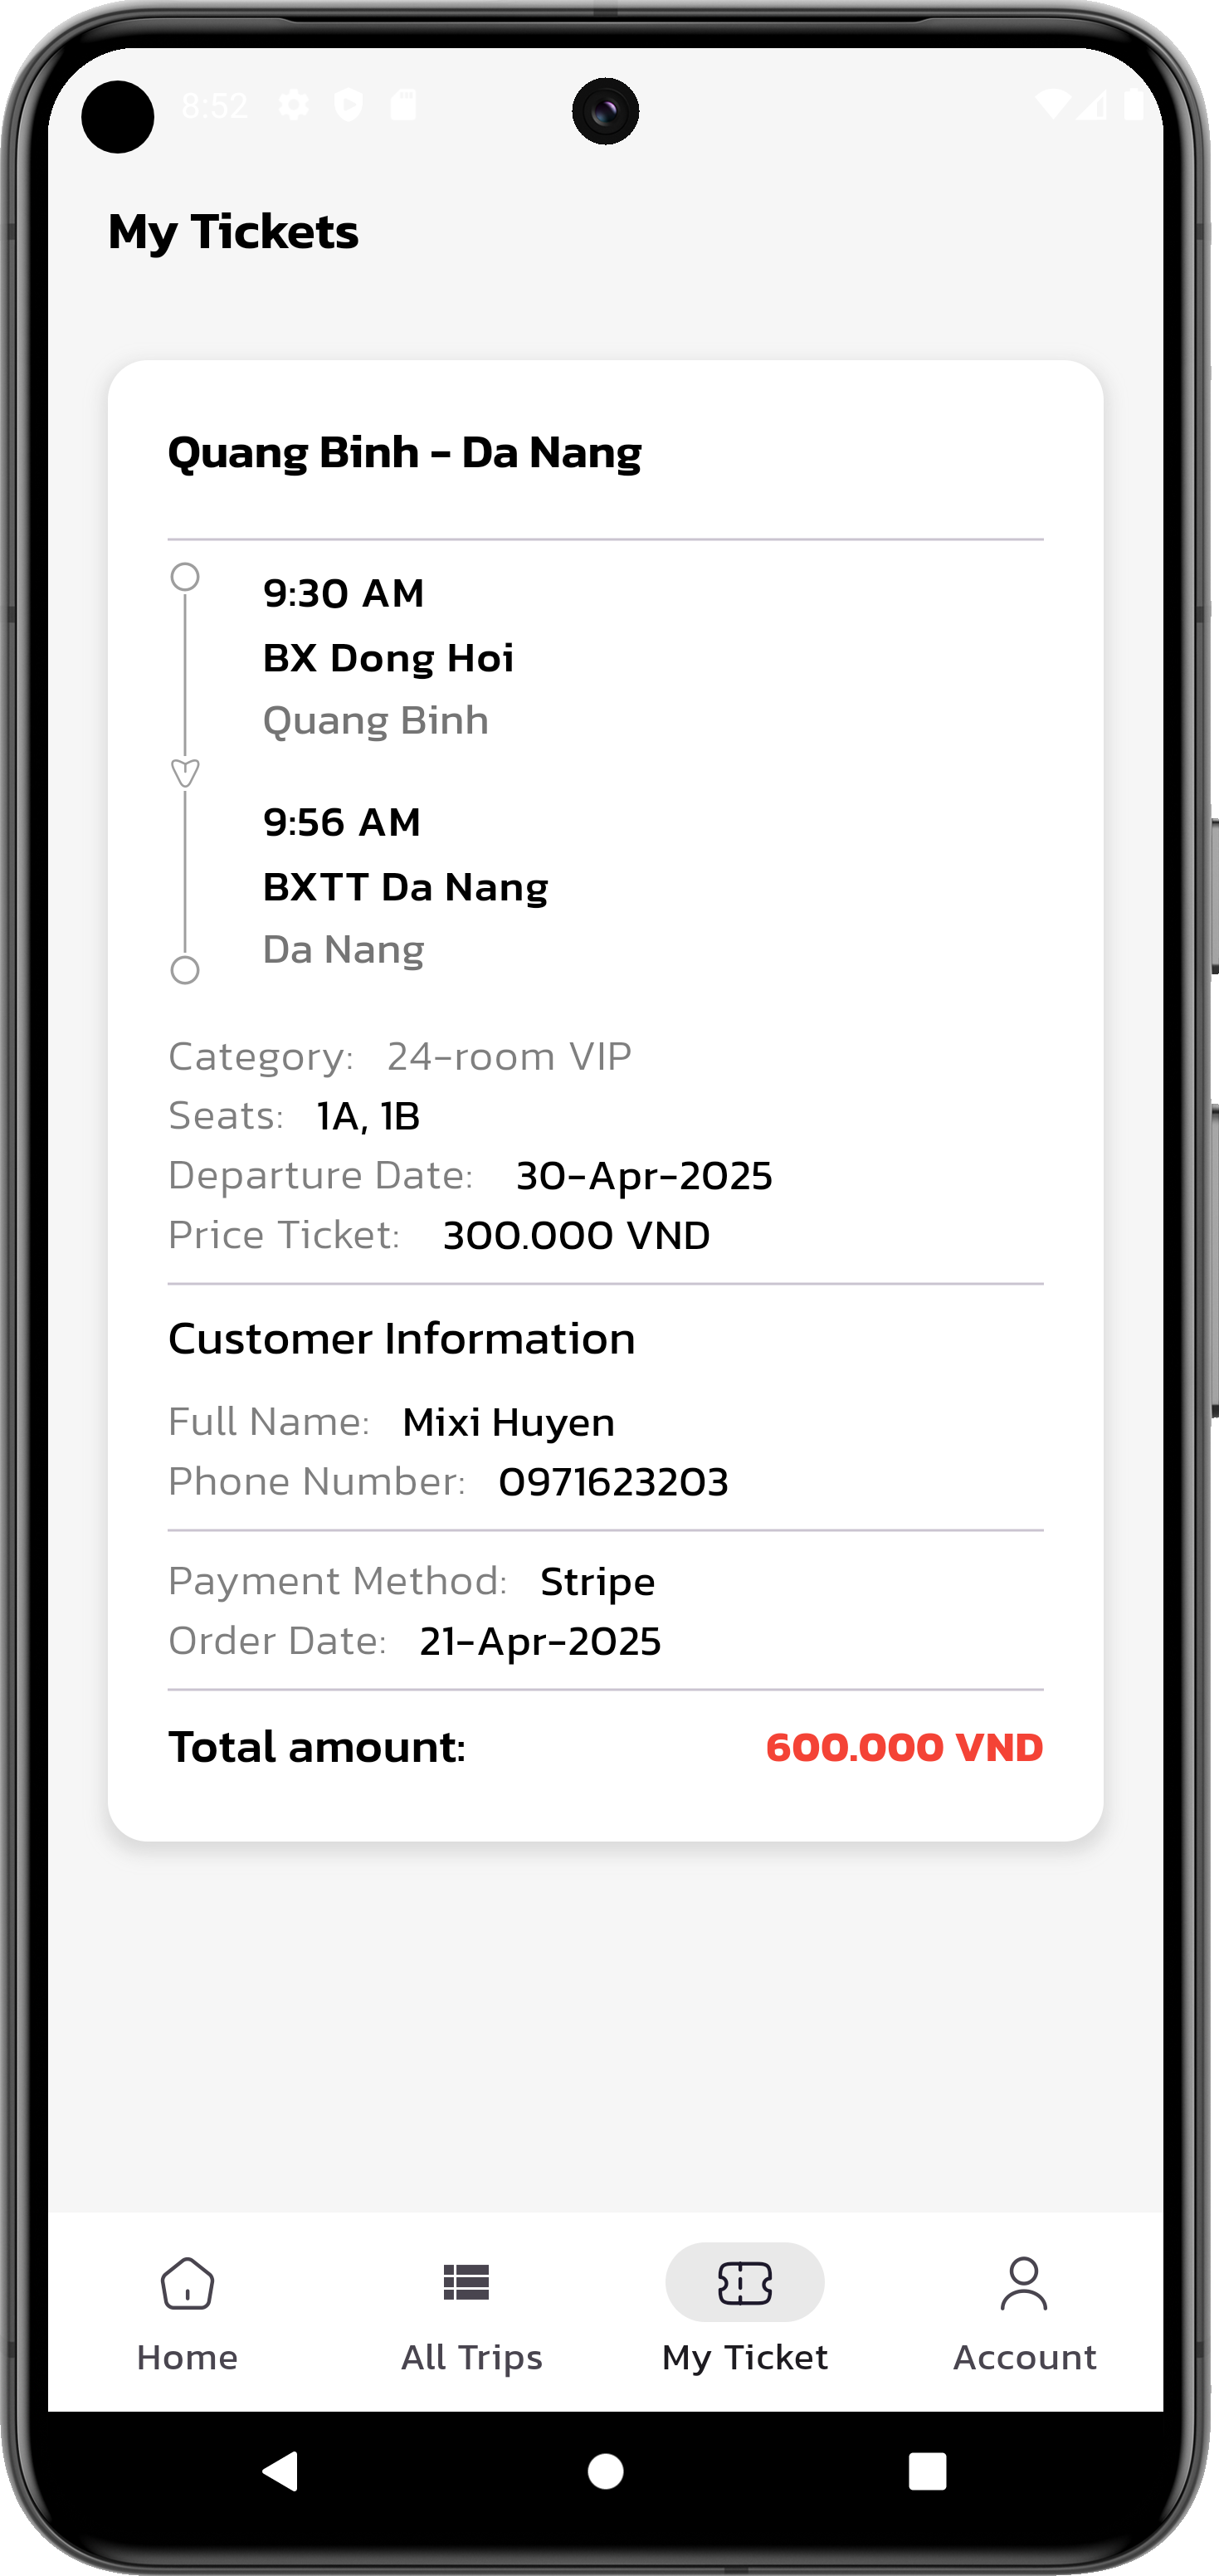 8:52
My Tickets
Quang Binh - Da Nang
9:30 AM
BX Dong Hoi
Quang Binh
9:56 AM
BXTT Da Nang
Da Nang
Category: 24-room VIP
Seats: 1A, 1B
Departure Date: 30-Apr-2025
Price Ticket: 300.000 VND
Customer Information
Full Name: Mixi Huyen
Phone Number: 0971623203
Payment Method: Stripe
Order Date: 21-Apr-2025
Total amount: 600.000 VND
Home All Trips My Ticket Account